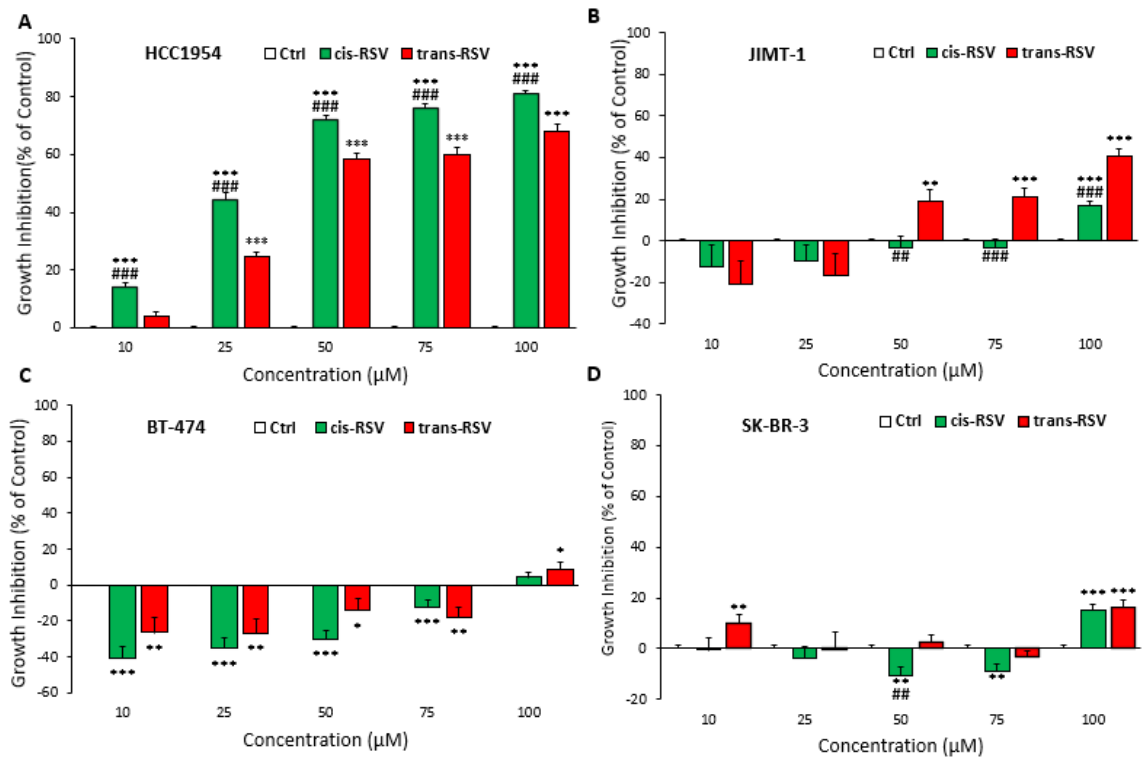 A
HCC1954
Ctrl cis-RSV trans-RSV
Growth Inhibition(% of Control)
100
80
60
40
20
0
***
###
***
###
***
***
###
***
***
###
***
***
###
***
10 25 50 75 100
Concentration (µM)
B
JIMT-1
Ctrl cis-RSV trans-RSV
Growth Inhibition (% of Control)
100
80
60
40
20
0
-20
-40
##
**
###
***
***
###
***
10 25 50 75 100
Concentration (µM)
C
BT-474
Ctrl cis-RSV trans-RSV
Growth Inhibition (% of Control)
100
80
60
40
20
0
-20
-40
-60
***
**
***
**
***
*
***
**
*
10 25 50 75 100
Concentration (µM)
D
SK-BR-3
Ctrl cis-RSV trans-RSV
Growth Inhibition (% of Control)
100
80
60
40
20
0
-20
**
**
##
**
***
***
10 25 50 75 100
Concentration (µM)